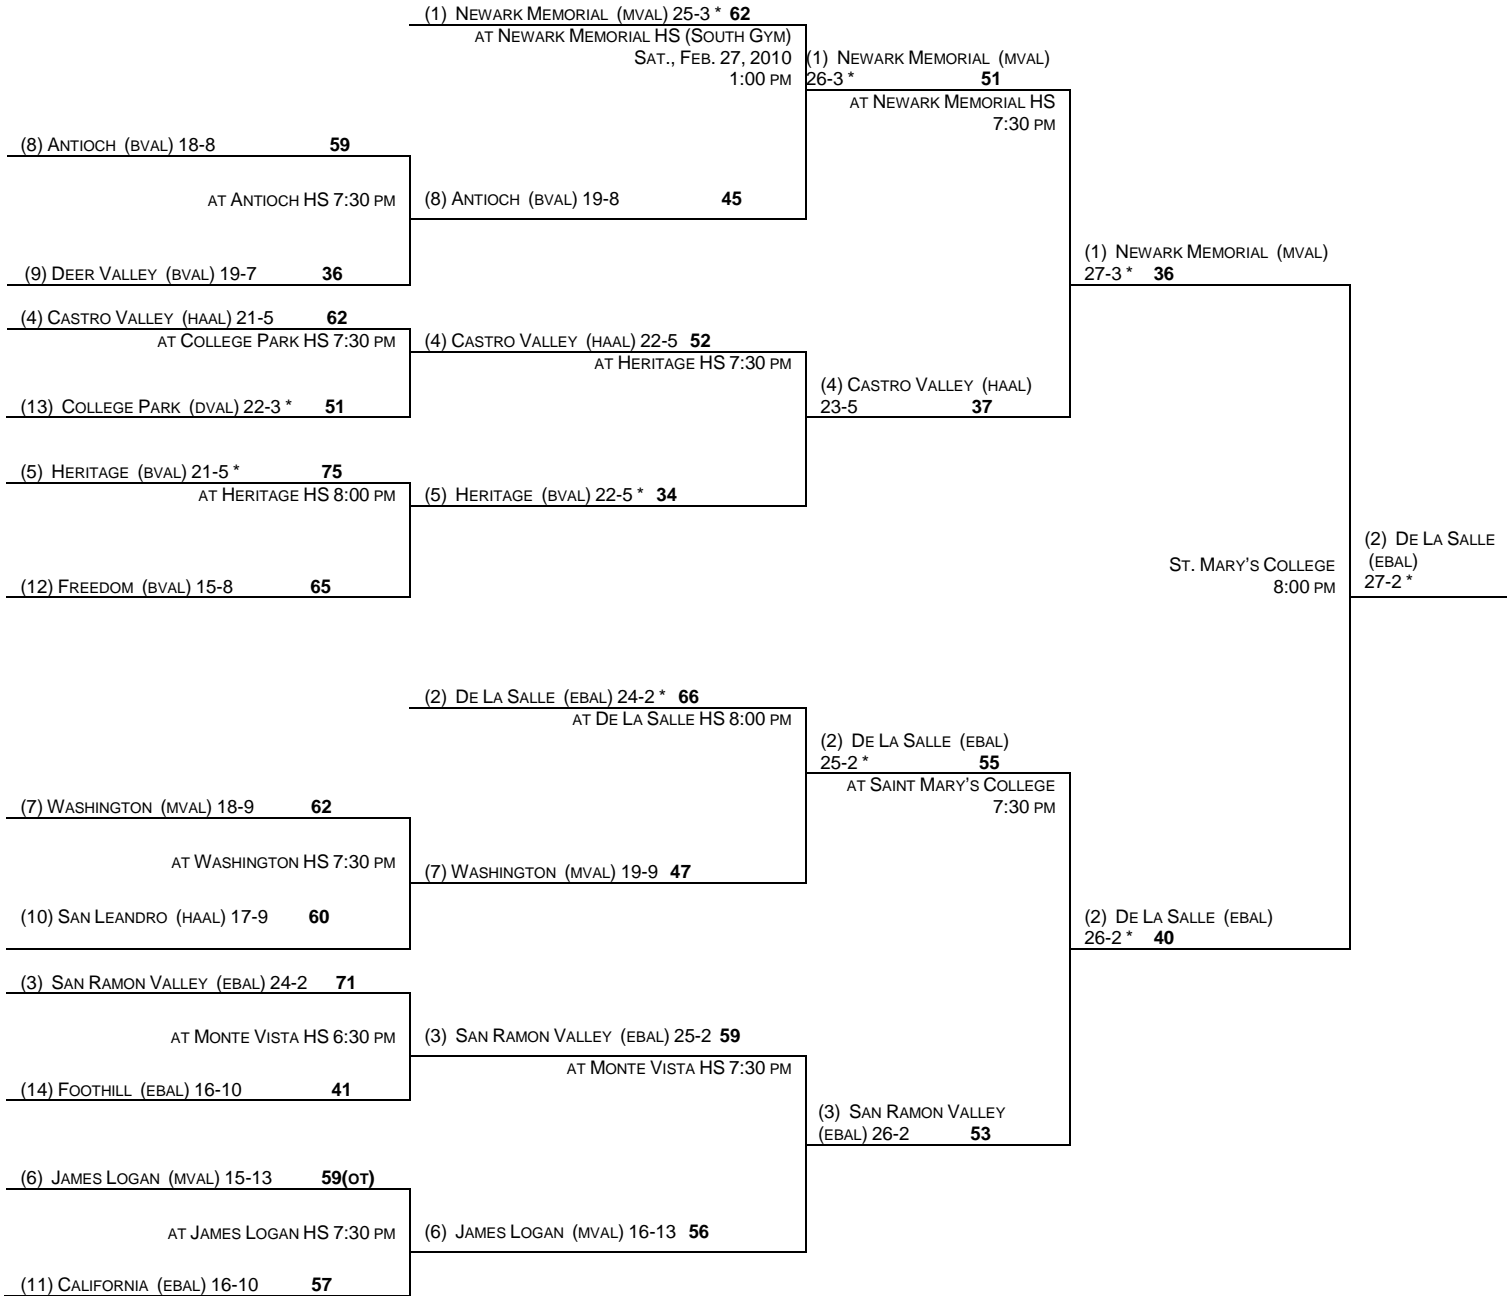 (1) Newark Memorial (mval) 25-3 * 62
at Newark Memorial HS (South Gym)
Sat., Feb. 27, 2010
1:00 pm
(1) Newark Memorial (mval)
26-3 * 51
at Newark Memorial HS
7:30 pm
(8) Antioch (bval) 18-8 59
at Antioch HS 7:30 pm
(8) Antioch (bval) 19-8 45
(9) Deer Valley (bval) 19-7 36
(1) Newark Memorial (mval)
27-3 * 36
(4) Castro Valley (haal) 21-5 62
at College Park HS 7:30 pm
(4) Castro Valley (haal) 22-5 52
at Heritage HS 7:30 pm
(13) College Park (dval) 22-3 * 51
(4) Castro Valley (haal)
23-5 37
(5) Heritage (bval) 21-5 * 75
at Heritage HS 8:00 pm
(5) Heritage (bval) 22-5 * 34
(12) Freedom (bval) 15-8 65
St. Mary's College
8:00 pm
(2) De La Salle
(ebal)
27-2 *
(2) De La Salle (ebal) 24-2 * 66
at De La Salle HS 8:00 pm
(2) De La Salle (ebal)
25-2 * 55
at Saint Mary's College
7:30 pm
(7) Washington (mval) 18-9 62
at Washington HS 7:30 pm
(7) Washington (mval) 19-9 47
(10) San Leandro (haal) 17-9 60
(2) De La Salle (ebal)
26-2 * 40
(3) San Ramon Valley (ebal) 24-2 71
at Monte Vista HS 6:30 pm
(3) San Ramon Valley (ebal) 25-2 59
at Monte Vista HS 7:30 pm
(14) Foothill (ebal) 16-10 41
(3) San Ramon Valley
(ebal) 26-2 53
(6) James Logan (mval) 15-13 59(ot)
at James Logan HS 7:30 pm
(6) James Logan (mval) 16-13 56
(11) California (ebal) 16-10 57